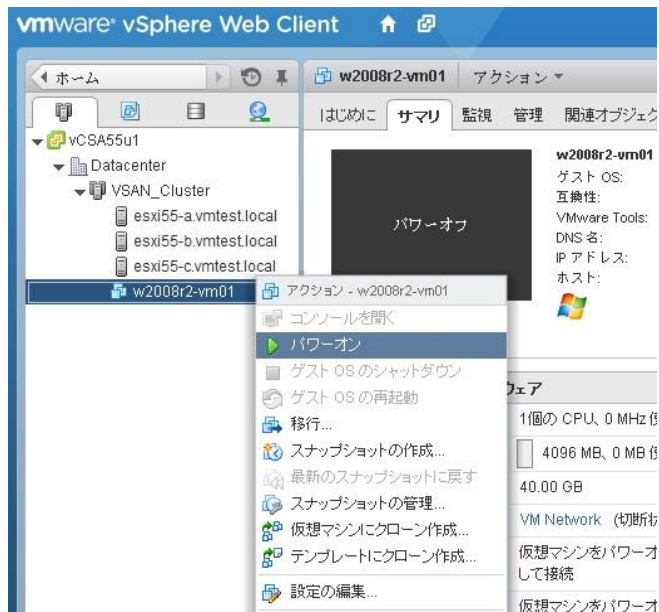 vmware® vSphere Web Client
ホーム
w2008r2-vm01 アクション
はじめに サマリ 監視 管理 関連オブジェク
vCSA55u1
Datacenter
VSAN_Cluster
esxi55-a.vmtest.local
esxi55-b.vmtest.local
esxi55-c.vmtest.local
w2008r2-vm01
パワーオフ
w2008r2-vm01
ゲスト OS:
互換性:
VMware Tools:
DNS 名:
IP アドレス:
ホスト:
アクション - w2008r2-vm01
コンソールを開く
パワーオン
ゲスト OS のシャットダウン
ゲスト OS の再起動
移行...
スナップショットの作成...
最新のスナップショットに戻す
スナップショットの管理...
仮想マシンにクローン作成...
テンプレートにクローン作成...
設定の編集...
ウェア
1個の CPU、0 MHz
4096 MB、0 MB
40.00 GB
VM Network (切断
仮想マシンをパワーオ
して接続
仮想マシンをパワーオ